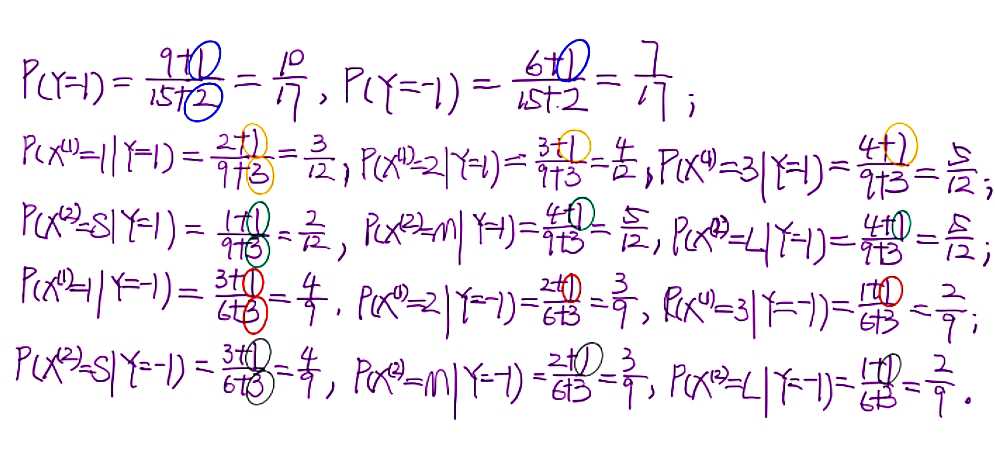 P(Y=1) = \frac{9+1}{15+2} = \frac{10}{17}, P(Y=-1) = \frac{6+1}{15+2} = \frac{7}{17};
P(X^{(1)}=1|Y=1) = \frac{2+1}{9+3} = \frac{3}{12}, P(X^{(1)}=2|Y=1) = \frac{3+1}{9+3} = \frac{4}{12}, P(X^{(1)}=3|Y=1) = \frac{4+1}{9+3} = \frac{5}{12};
P(X^{(2)}=S|Y=1) = \frac{1+1}{9+3} = \frac{2}{12}, P(X^{(2)}=M|Y=1) = \frac{4+1}{9+3} = \frac{5}{12}, P(X^{(2)}=L|Y=1) = \frac{4+1}{9+3} = \frac{5}{12};
P(X^{(1)}=1|Y=-1) = \frac{3+1}{6+3} = \frac{4}{9}. P(X^{(1)}=2|Y=-1) = \frac{2+1}{6+3} = \frac{3}{9}, P(X^{(1)}=3|Y=-1) = \frac{1+1}{6+3} = \frac{2}{9};
P(X^{(2)}=S|Y=-1) = \frac{3+1}{6+3} = \frac{4}{9}, P(X^{(2)}=M|Y=-1) = \frac{2+1}{6+3} = \frac{3}{9}, P(X^{(2)}=L|Y=-1) = \frac{1+1}{6+3} = \frac{2}{9}.